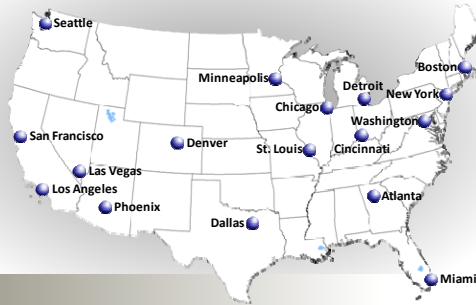 Seattle
Boston
Minneapolis
Detroit
New York
Chicago
Washington
San Francisco
Denver
St. Louis
Cincinnati
Las Vegas
Los Angeles
Atlanta
Phoenix
Dallas
Miami